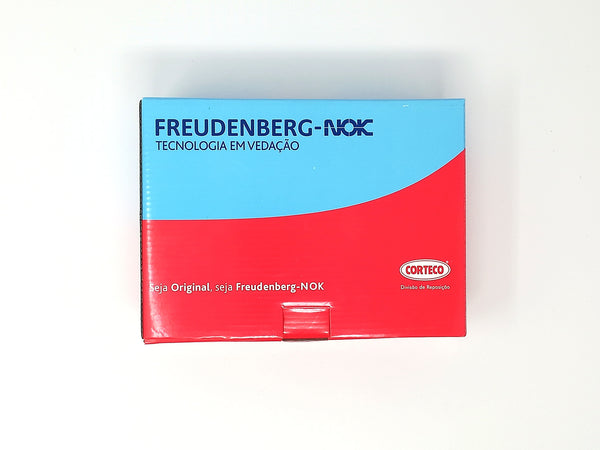 FREUDENBERG-NOK
TECNOLOGIA EM VEDAÇÃO
CORTECO
Divisão de Reposição
Seja Original, seja Freudenberg-NOK